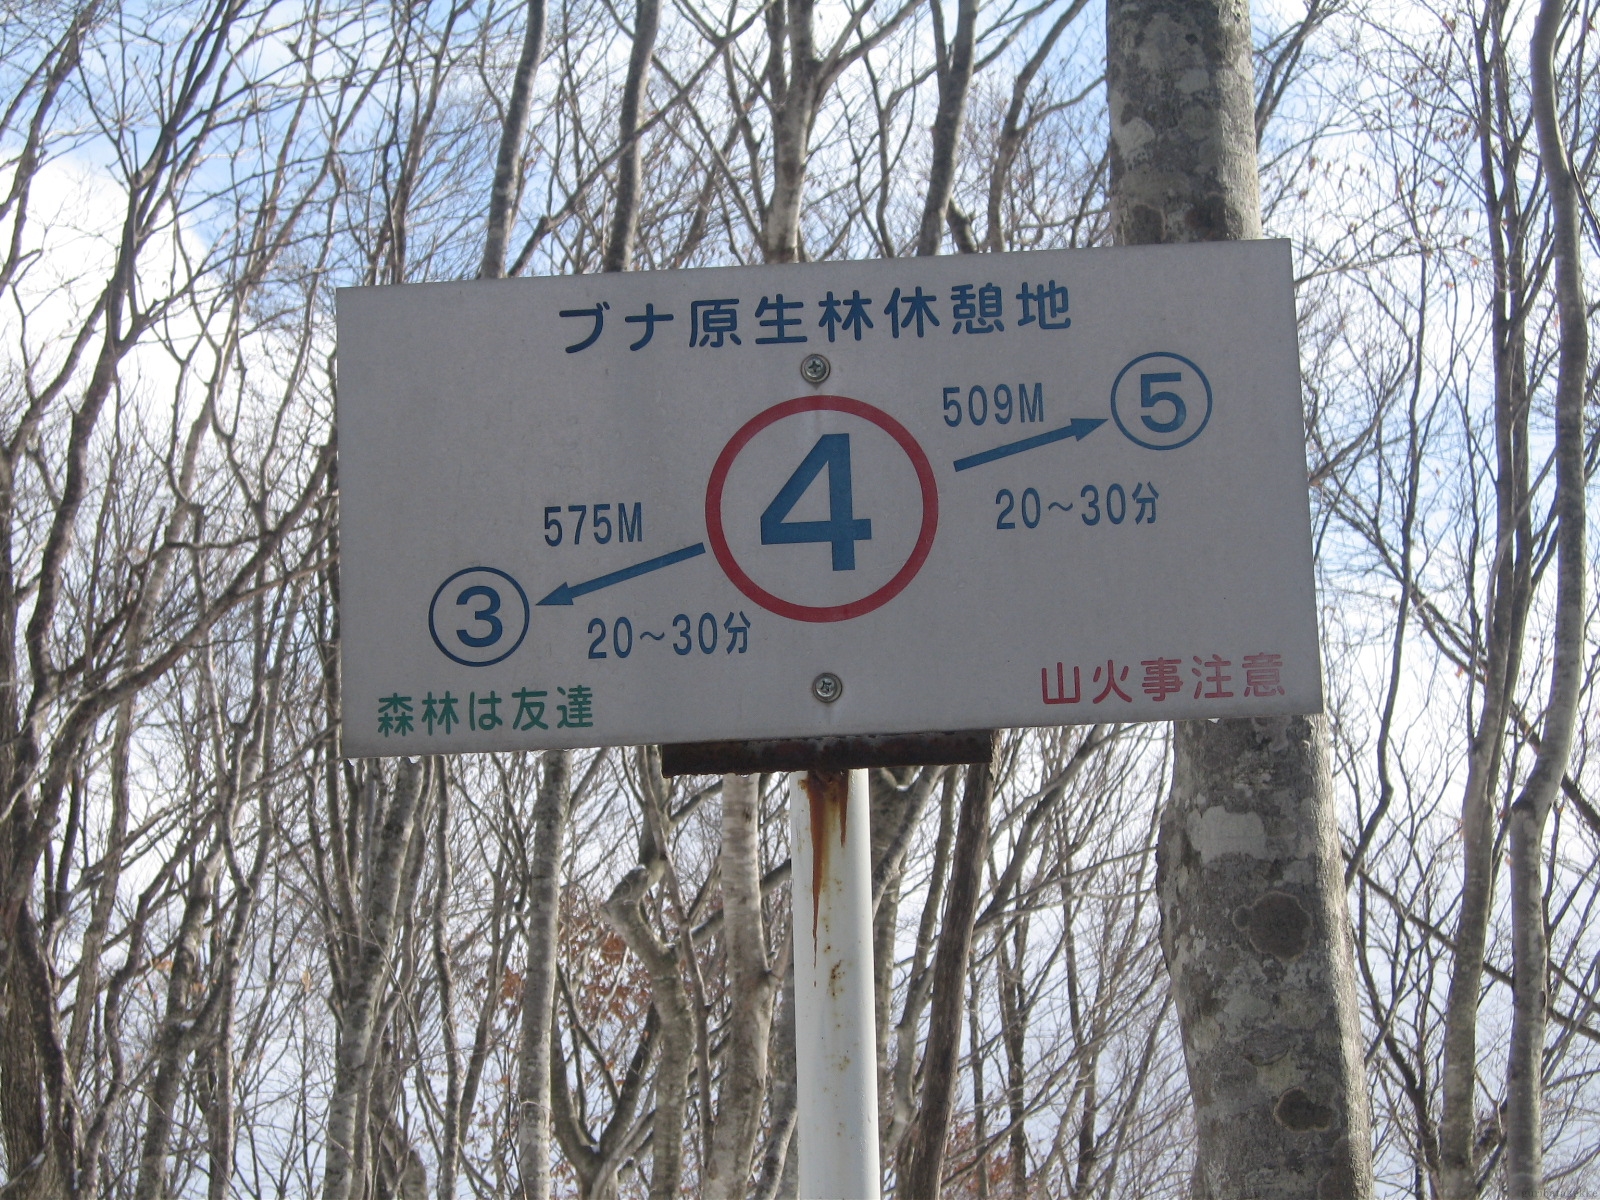 ブナ原生林休憩地
509M
⑤
④
20～30分
575M
③
20～30分
森林は友達
山火事注意